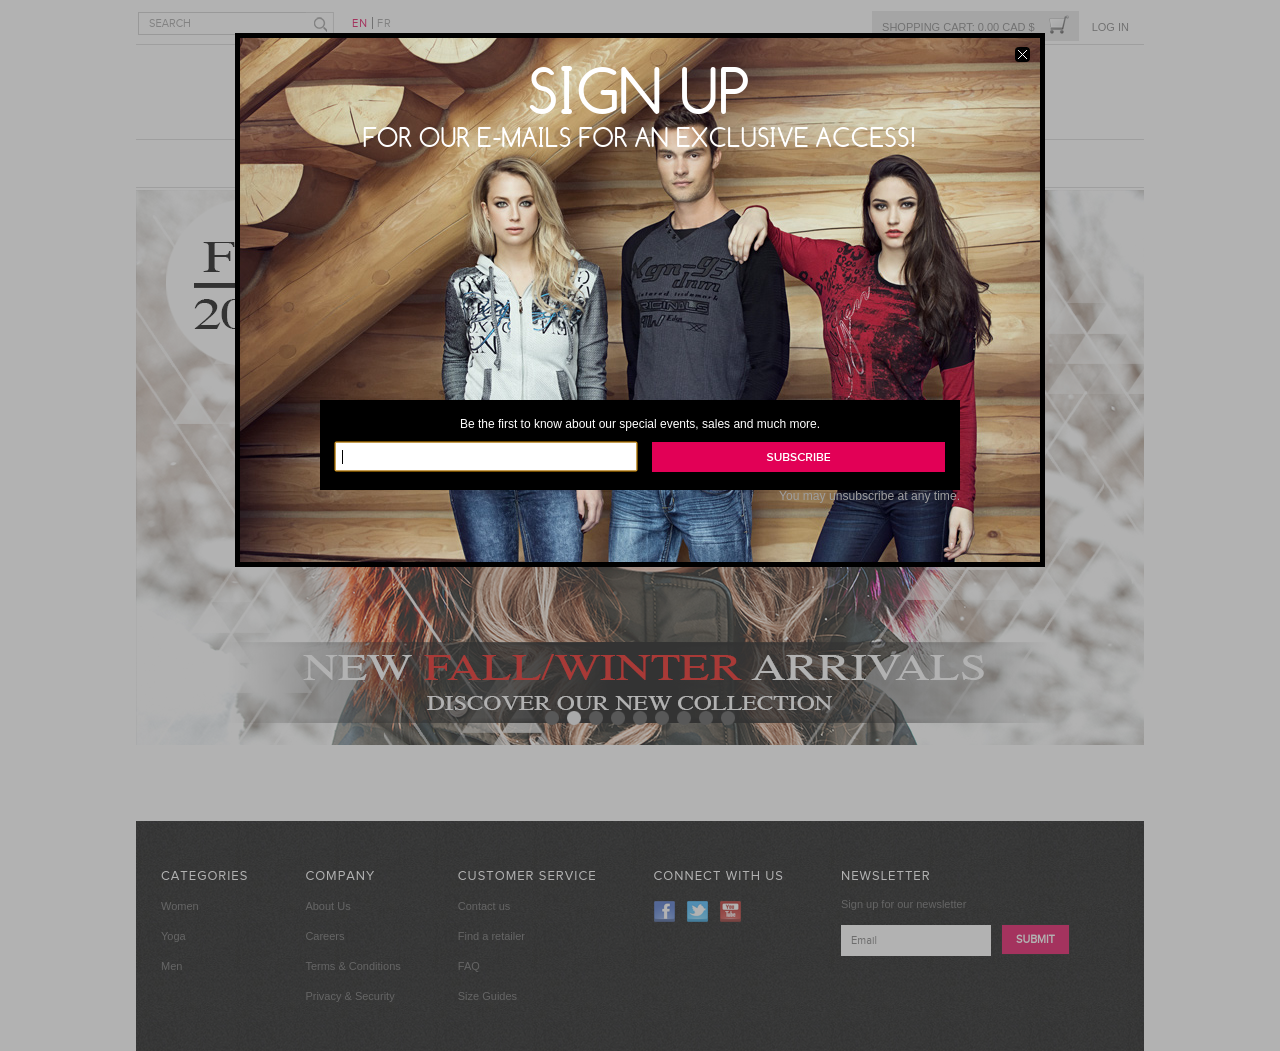 SEARCH
EN | FR
SHOPPING CART: 0.00 CAD $
LOG IN
SIGN UP
FOR OUR E-MAILS FOR AN EXCLUSIVE ACCESS!
Be the first to know about our special events, sales and much more.
SUBSCRIBE
You may unsubscribe at any time.
NEW FALL/WINTER ARRIVALS
DISCOVER OUR NEW COLLECTION
CATEGORIES
Women
Yoga
Men
COMPANY
About Us
Careers
Terms & Conditions
Privacy & Security
CUSTOMER SERVICE
Contact us
Find a retailer
FAQ
Size Guides
CONNECT WITH US
You
Tube
NEWSLETTER
Sign up for our newsletter
Email
SUBMIT